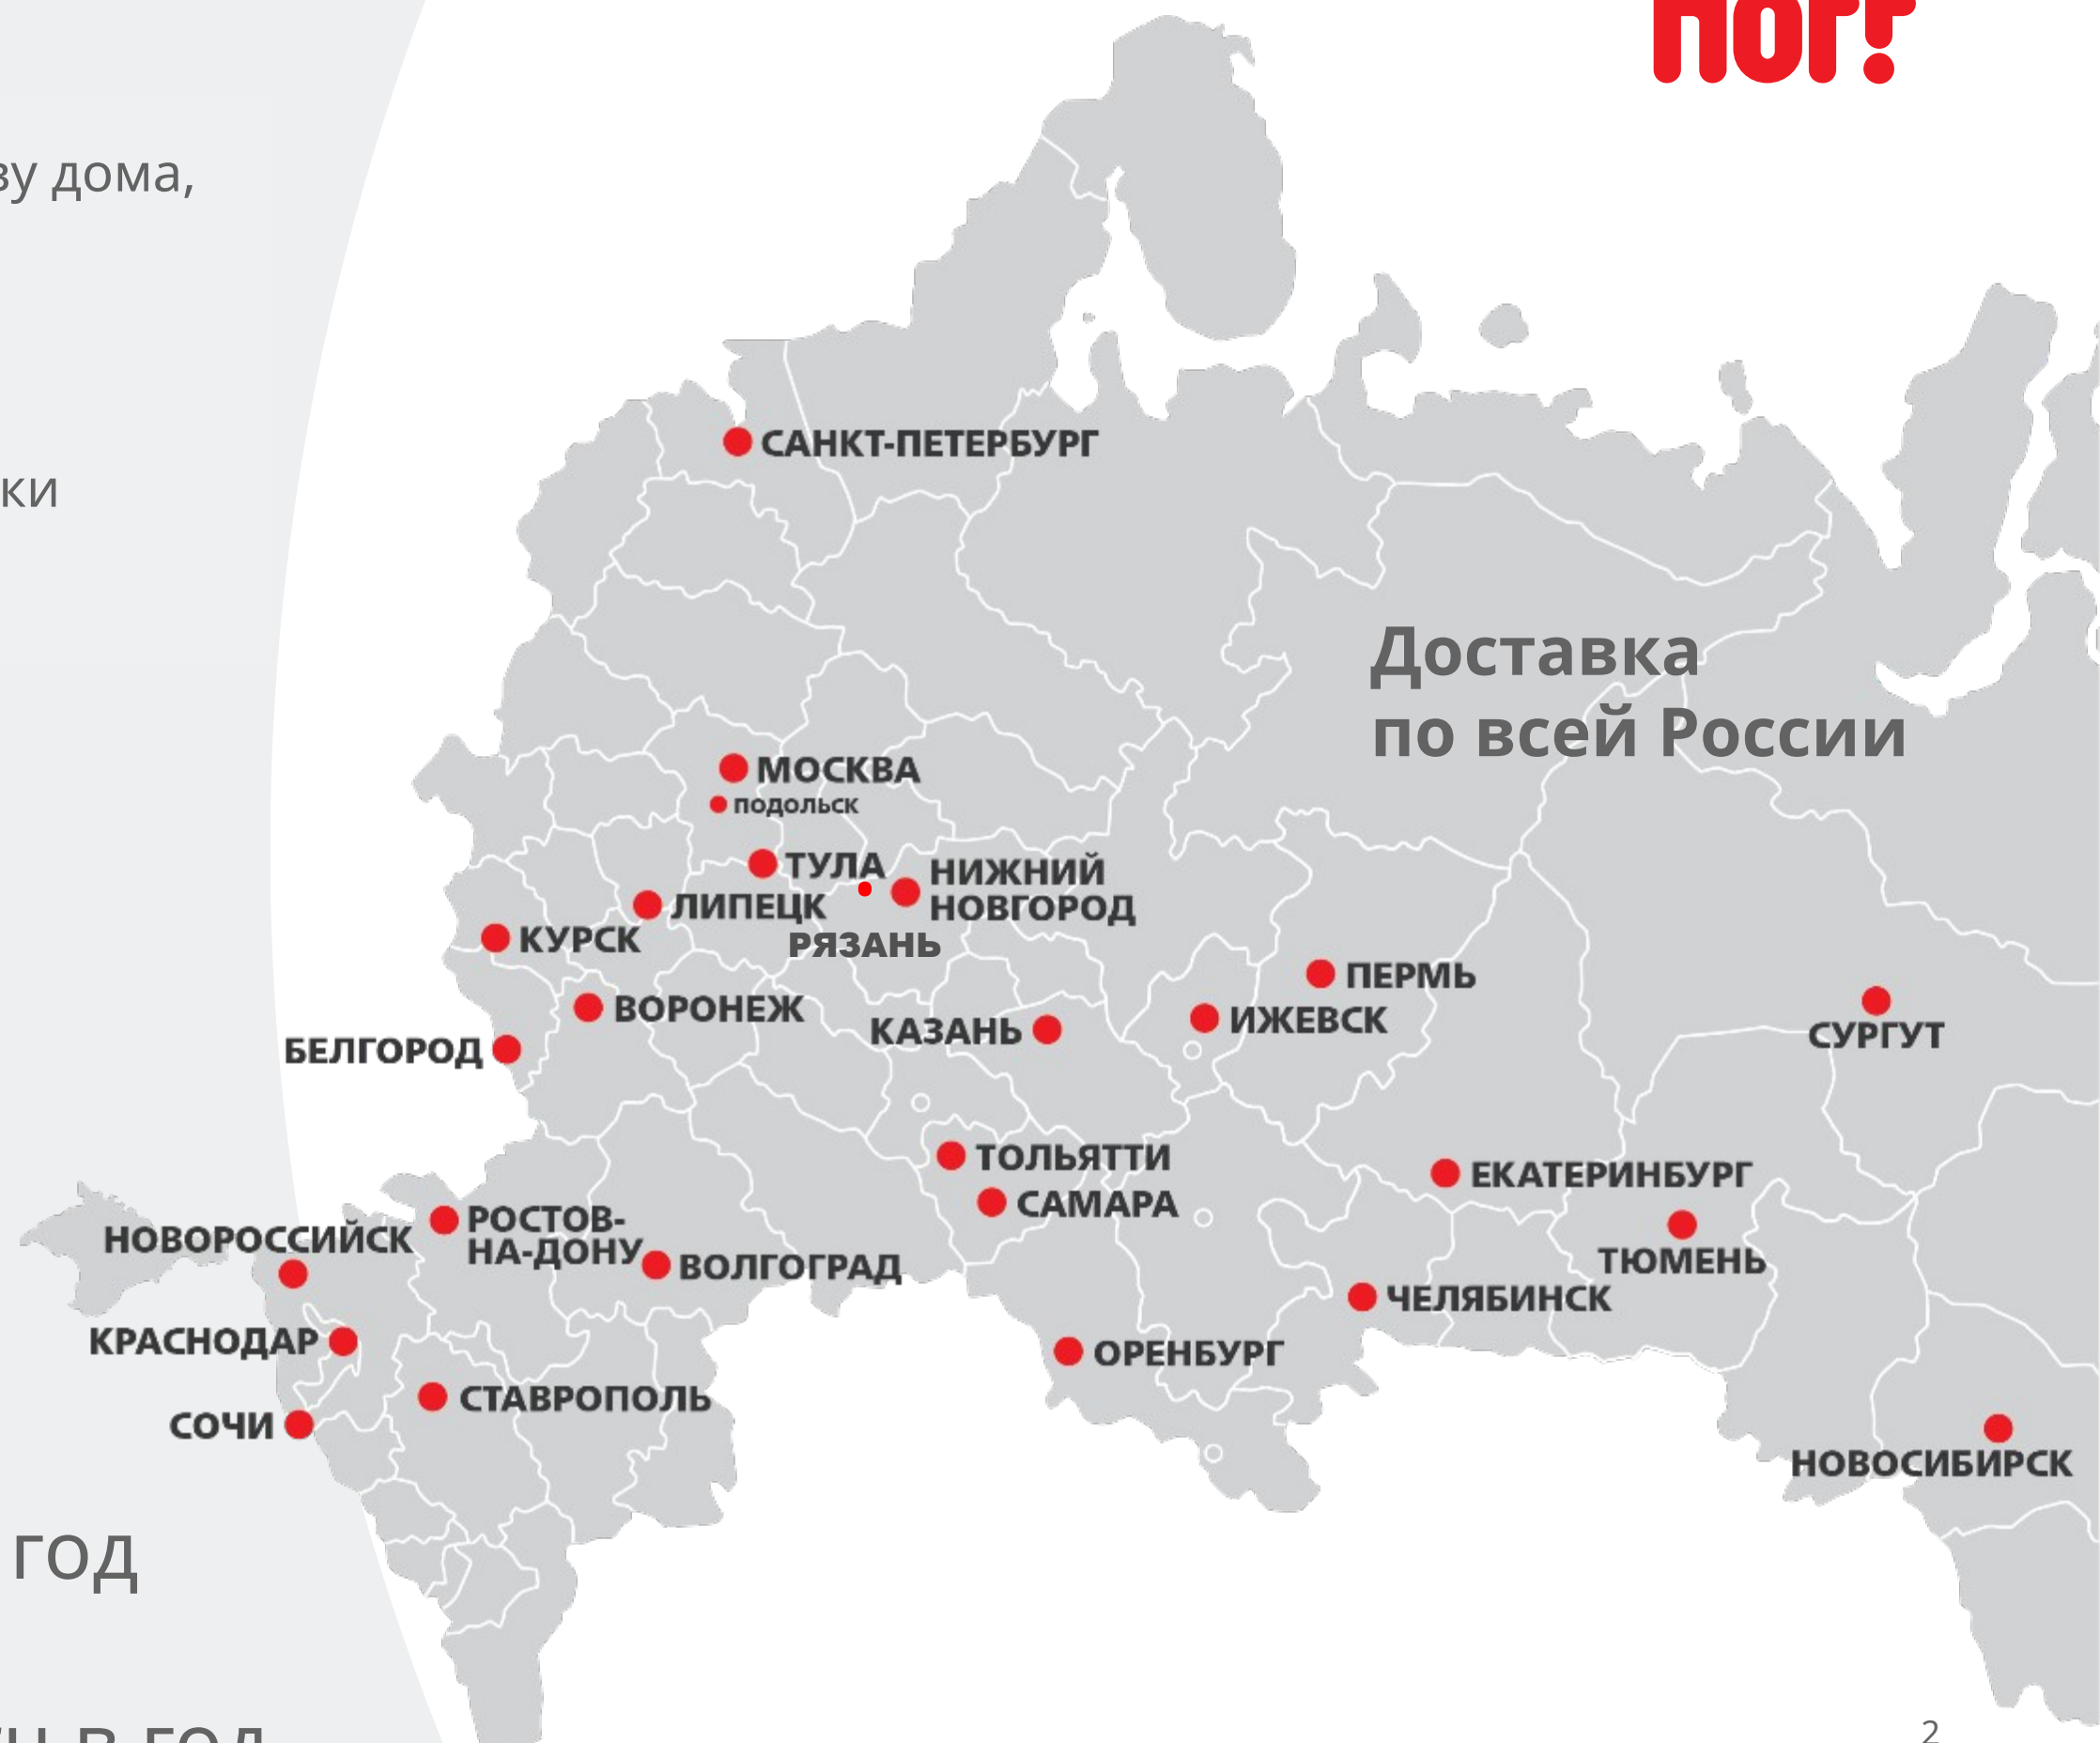 ву дома,
ки
САНКТ-ПЕТЕРБУРГ
Доставка
по всей России
МОСКВА
ПОДОЛЬСК
ТУЛА
НИЖНИЙ
НОВГОРОД
ЛИПЕЦК
КУРСК
РЯЗАНЬ
ПЕРМЬ
ВОРОНЕЖ
КАЗАНЬ
ИЖЕВСК
СУРГУТ
БЕЛГОРОД
ТОЛЬЯТТИ
ЕКАТЕРИНБУРГ
САМАРА
РОСТОВ-
НА-ДОНУ
НОВОРОССИЙСК
ВОЛГОГРАД
ТЮМЕНЬ
ЧЕЛЯБИНСК
КРАСНОДАР
ОРЕНБУРГ
СТАВРОПОЛЬ
СОЧИ
НОВОСИБИРСК
год
в год
2